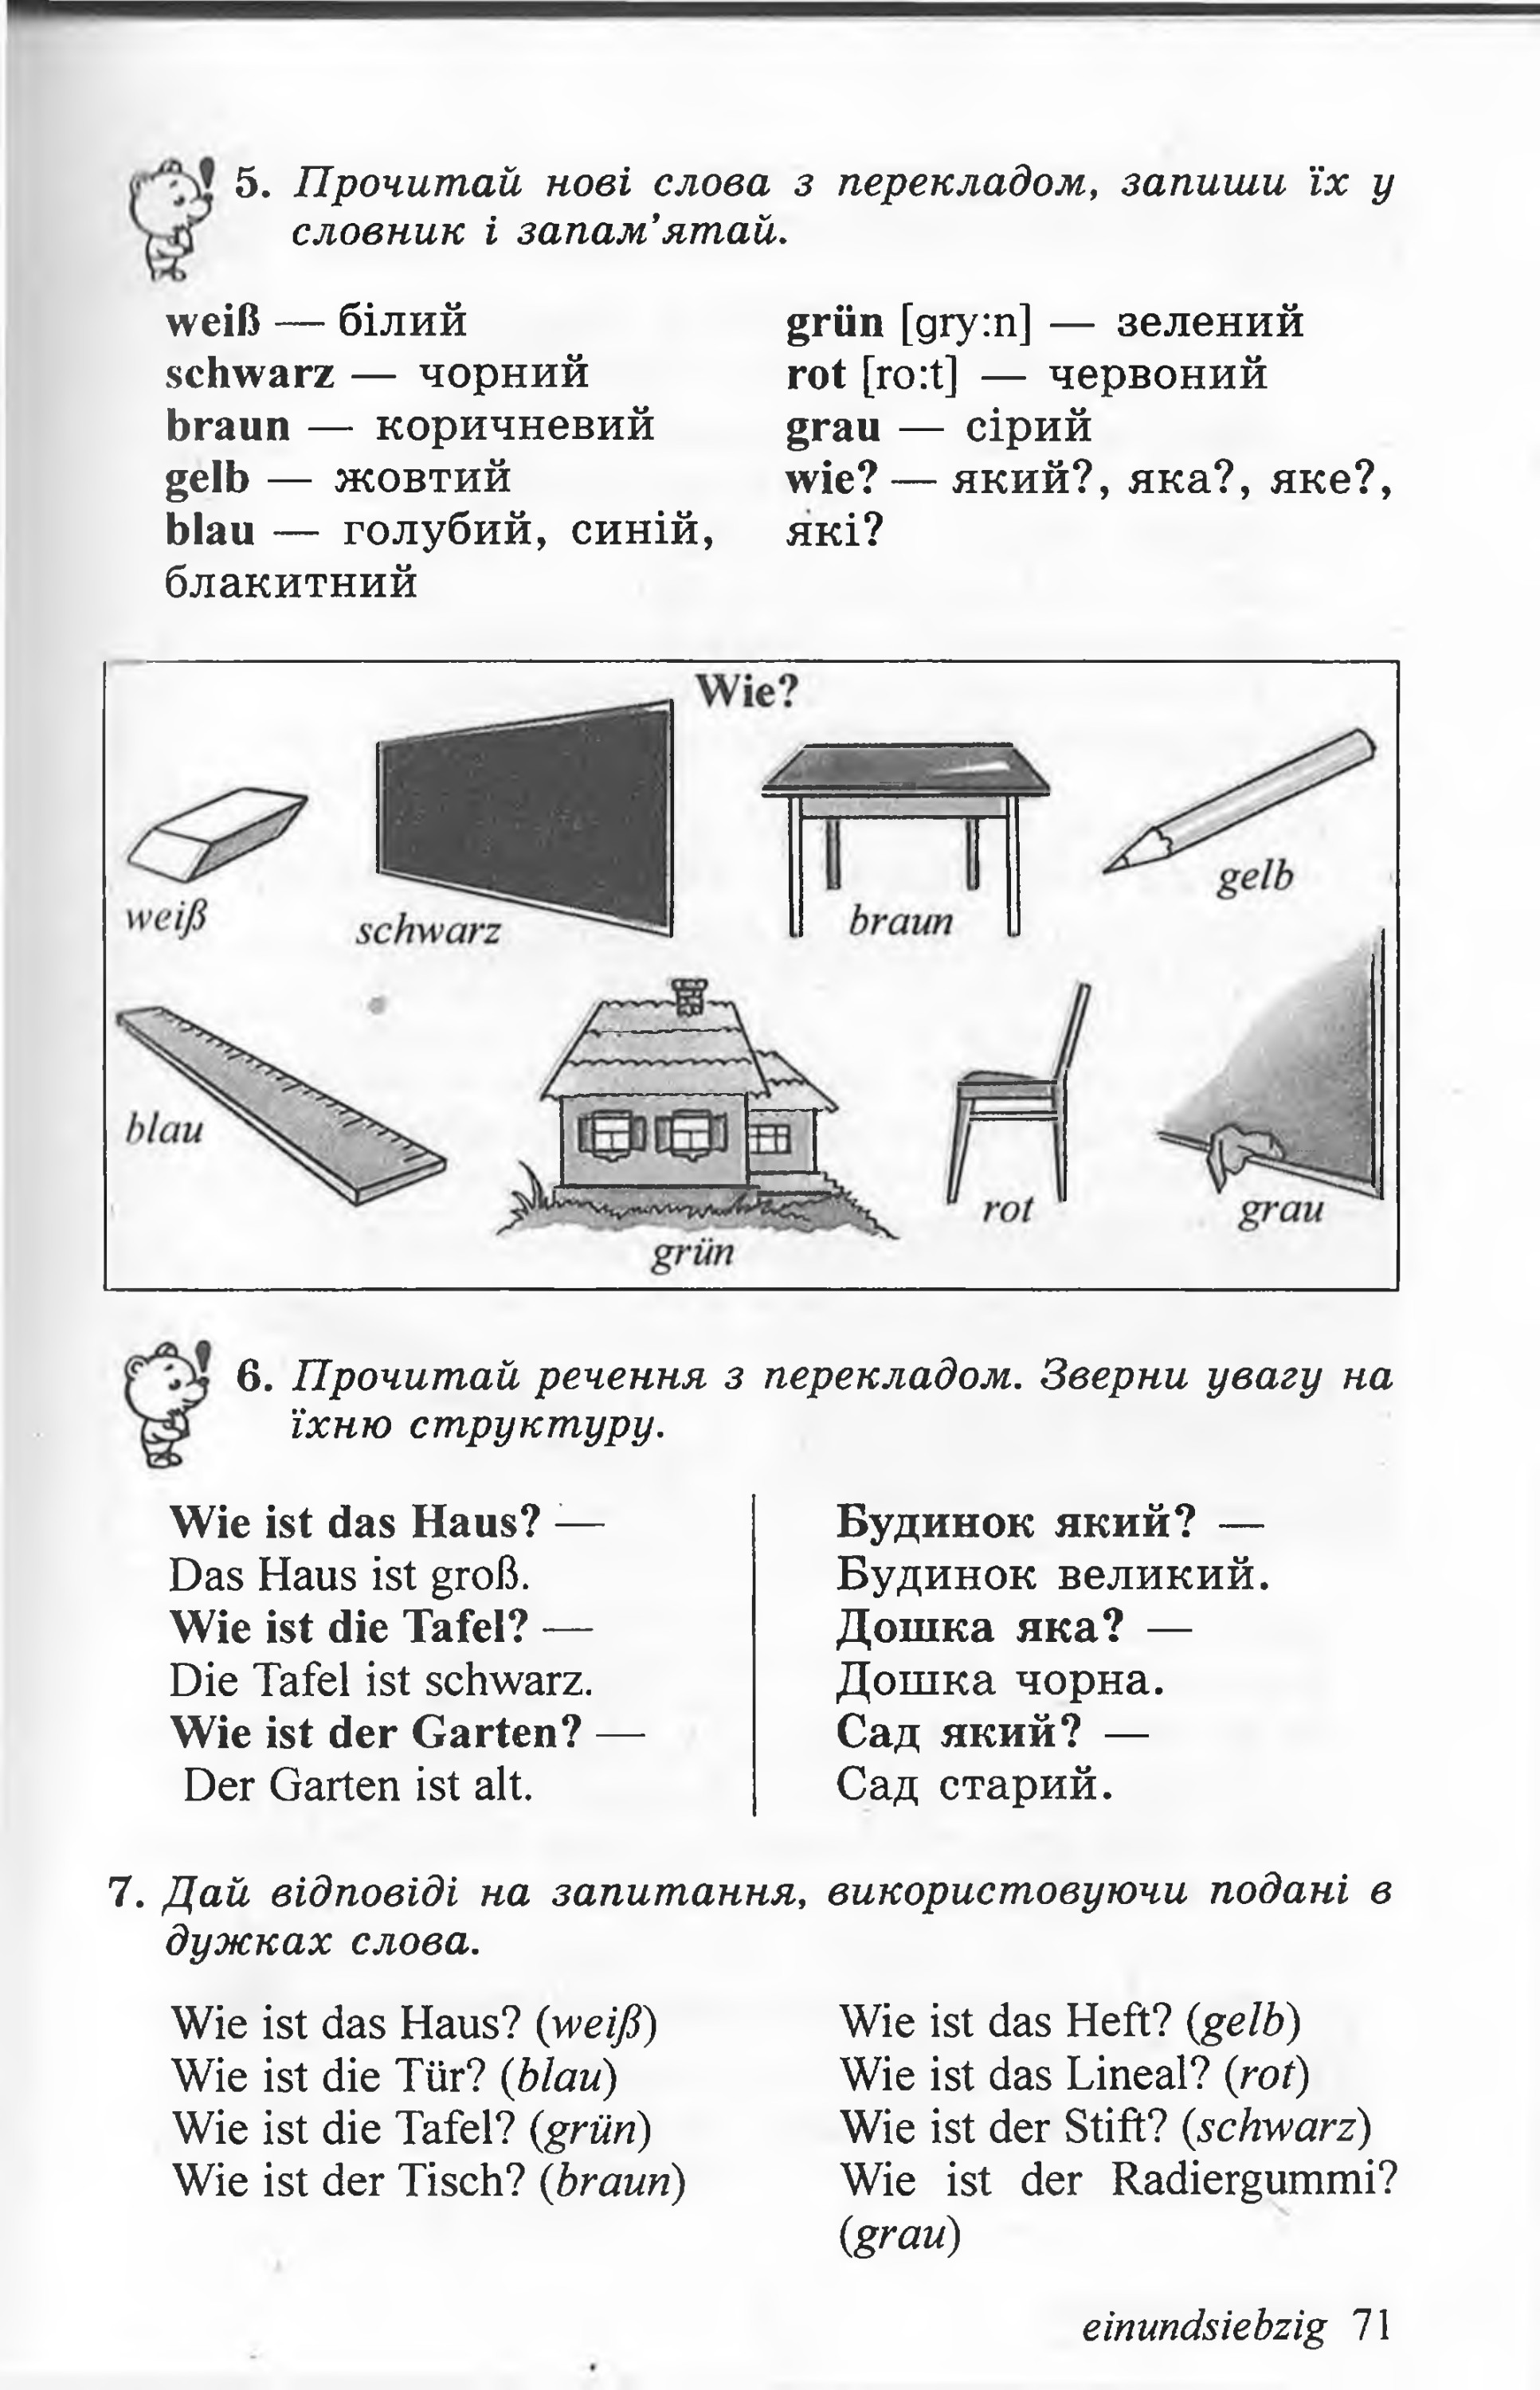 5. Прочитай нові слова з перекладом, запиши їх у
словник і запам’ятай.
weiß — білий
schwarz — чорний
braun — коричневий
gelb — жовтий
blau — голубий, синій,
блакитний
grün [gry:n] — зелений
rot [ro:t] — червоний
grau — сірий
wie? — який?, яка?, яке?,
які?
Wie?
weiß
schwarz
braun
gelb
blau
grün
rot
grau
6. Прочитай речення з перекладом. Зверни увагу на
їхню структуру.
Wie ist das Haus? —
Das Haus ist groß.
Wie ist die Tafel? —
Die Tafel ist schwarz.
Wie ist der Garten? —
Der Garten ist alt.
Будинок який? —
Будинок великий.
Дошка яка? —
Дошка чорна.
Сад який? —
Сад старий.
7. Дай відповіді на запитання, використовуючи подані в
дужках слова.
Wie ist das Haus? (weiß)
Wie ist die Tür? (blau)
Wie ist die Tafel? (grün)
Wie ist der Tisch? (braun)
Wie ist das Heft? (gelb)
Wie ist das Lineal? (rot)
Wie ist der Stift? (schwarz)
Wie ist der Radiergummi?
(grau)
einundsiebzig 71